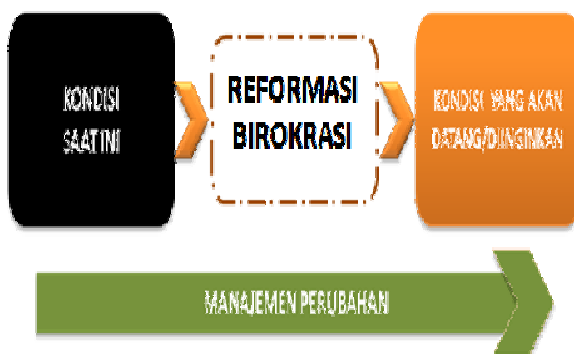 KONDISI
SAAT INI
REFORMASI
BIROKRASI
KONDISI YANG AKAN
DATANG/DIINGINKAN
MANAJEMEN PERUBAHAN